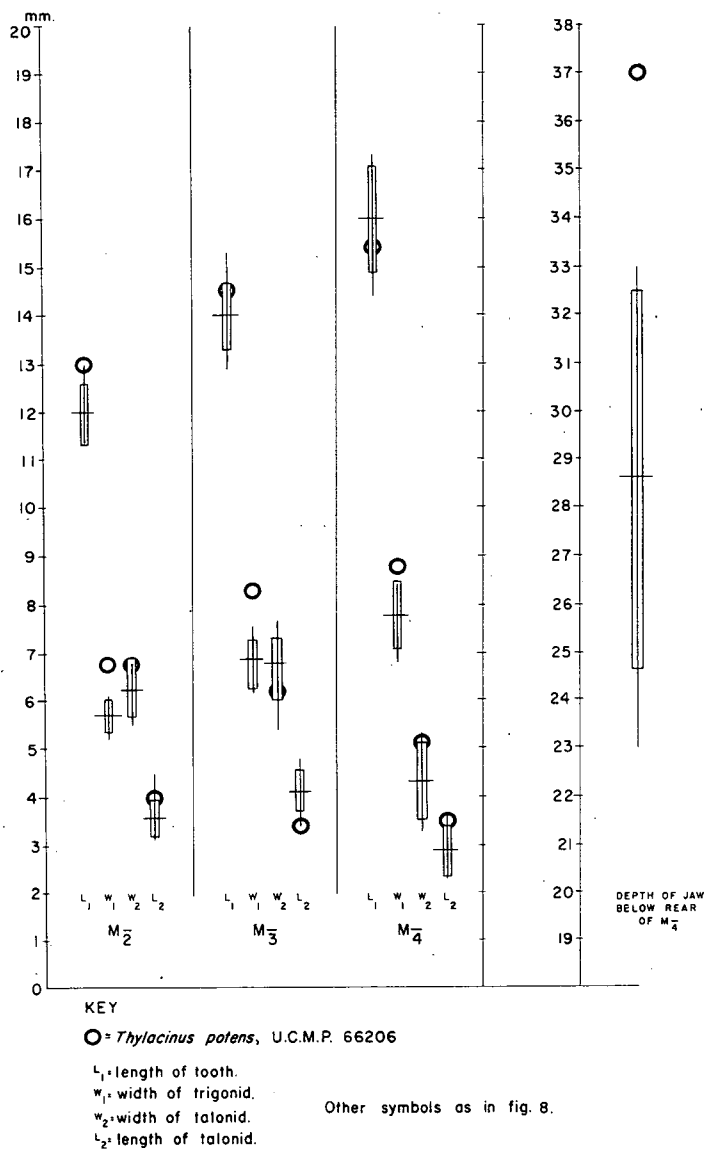 mm.
20
19
18
17
16
15
14
13
12
11
10
9
8
7
6
5
4
3
2
1
0
L1 W1 W2 L2
M2
L1 W1 W2 L2
M3
L1 W1 W2 L2
M4
38
37
36
35
34
33
32
31
30
29
28
27
26
25
24
23
22
21
20
19
DEPTH OF JAW
BELOW REAR
OF M4
KEY
= Thylacinus potens, U.C.M.P. 66206
L1= length of tooth.
W1= width of trigonid.
W2= width of talonid.
L2= length of talonid.
Other symbols as in fig. 8.